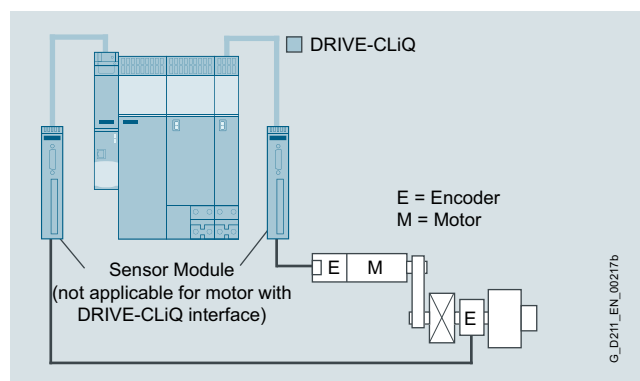 DRIVE-CLiQ
E = Encoder
M = Motor
Sensor Module
(not applicable for motor with
DRIVE-CLiQ interface)
E M
E
G_D211_EN_00217b